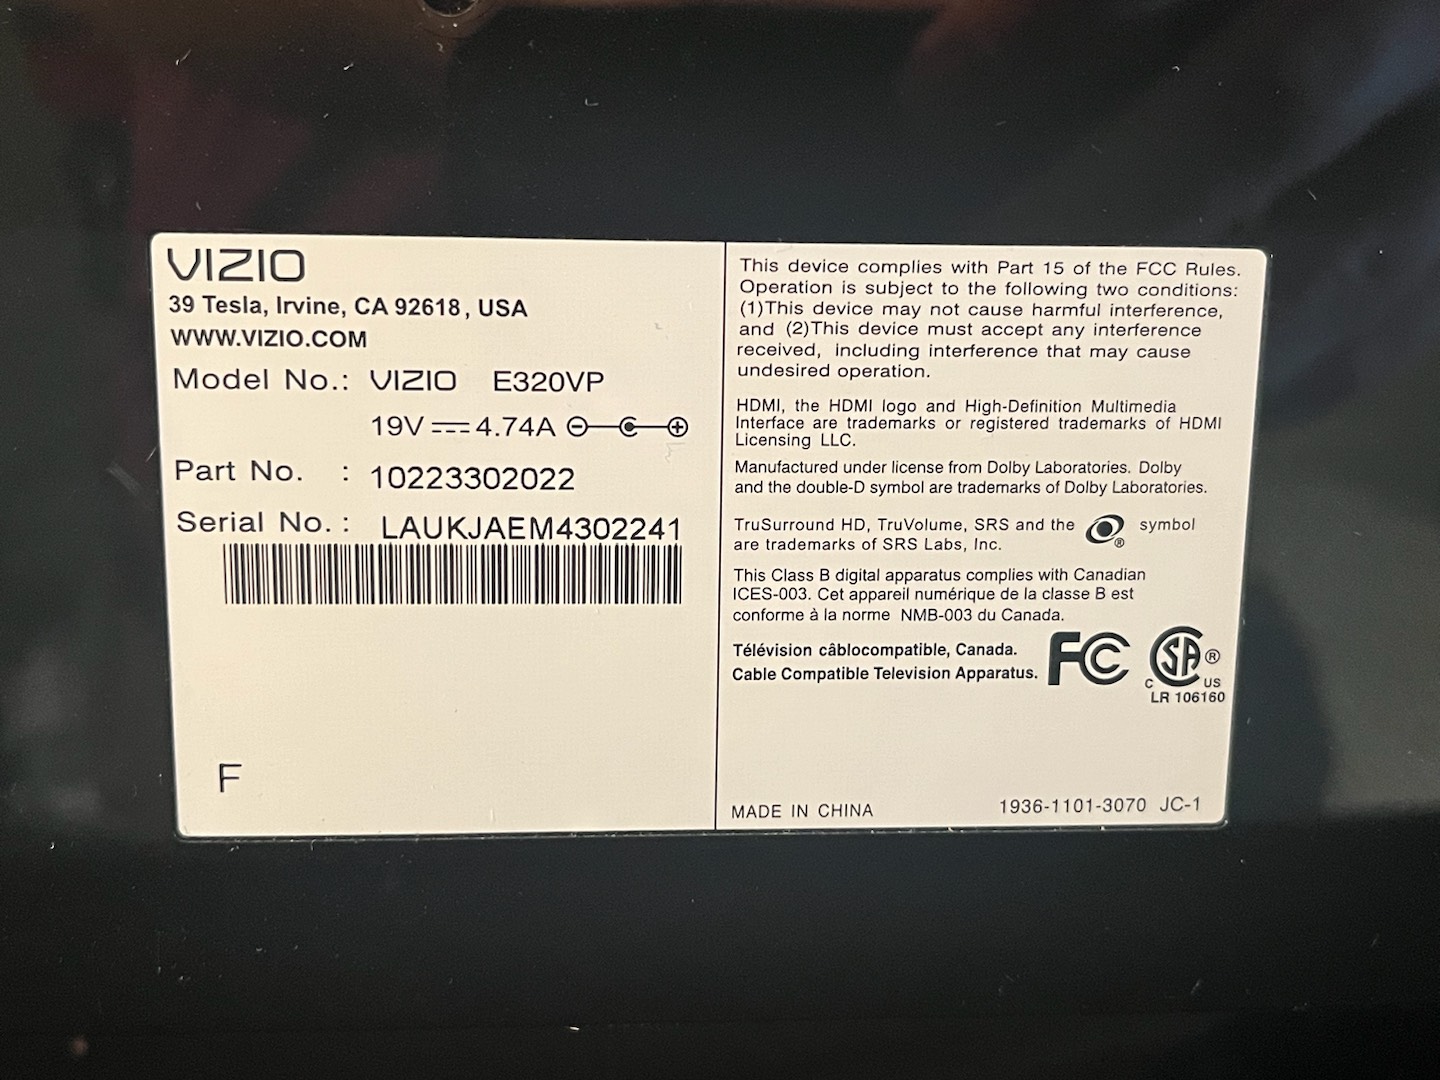 VIZIO
39 Tesla, Irvine, CA 92618, USA
WWW.VIZIO.COM
Model No.: VIZIO E320VP
19V 4.74A
Part No. : 10223302022
Serial No. : LAUKJAEM4302241
F
This device complies with Part 15 of the FCC Rules.
Operation is subject to the following two conditions:
(1)This device may not cause harmful interference,
and (2)This device must accept any interference
received, including interference that may cause
undesired operation.
HDMI, the HDMI logo and High-Definition Multimedia
Interface are trademarks or registered trademarks of HDMI
Licensing LLC.
Manufactured under license from Dolby Laboratories. Dolby
and the double-D symbol are trademarks of Dolby Laboratories.
TruSurround HD, TruVolume, SRS and the ® symbol
are trademarks of SRS Labs, Inc.
This Class B digital apparatus complies with Canadian
ICES-003. Cet appareil numérique de la classe B est
conforme à la norme NMB-003 du Canada.
Télévision câblocompatible, Canada.
Cable Compatible Television Apparatus.
FC
C SA ® US
LR 106160
MADE IN CHINA
1936-1101-3070 JC-1